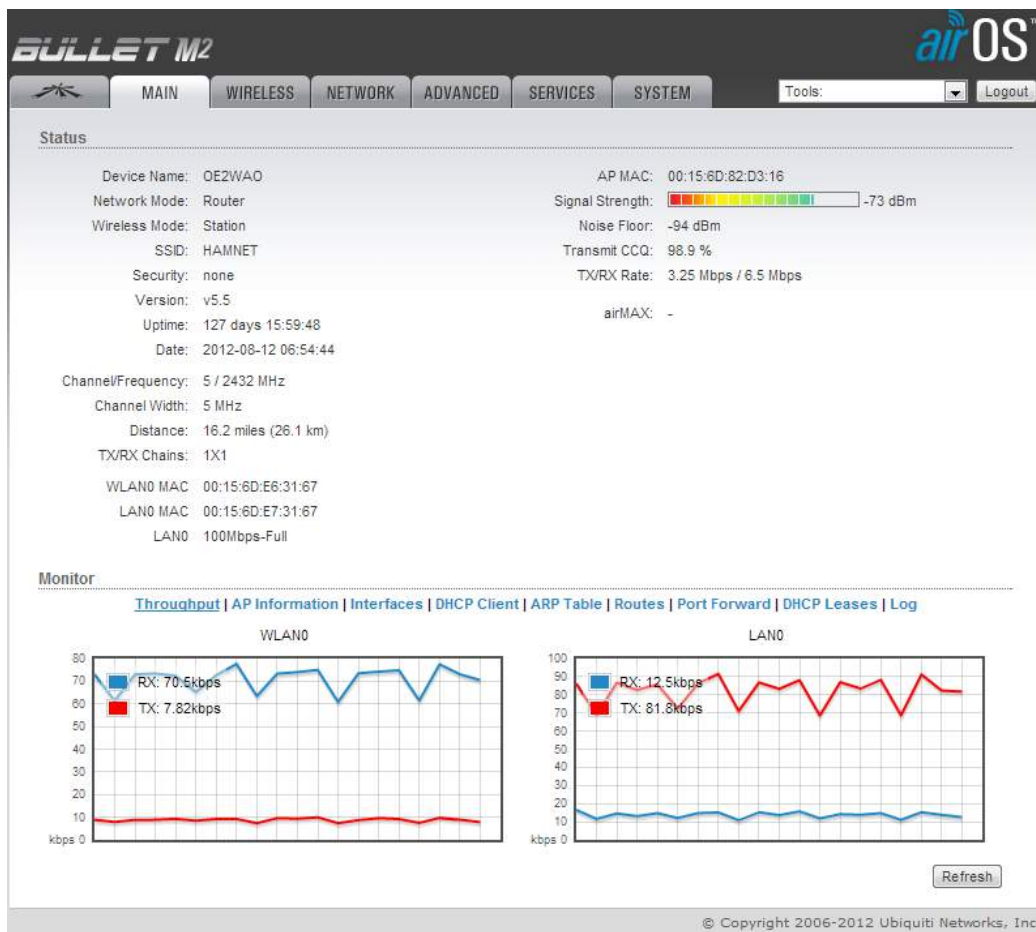 BULLET M2
airOS™
MAIN WIRELESS NETWORK ADVANCED SERVICES SYSTEM Tools: Logout
Status
Device Name: OE2WAO
Network Mode: Router
Wireless Mode: Station
SSID: HAMNET
Security: none
Version: v5.5
Uptime: 127 days 15:59:48
Date: 2012-08-12 06:54:44
Channel/Frequency: 5 / 2432 MHz
Channel Width: 5 MHz
Distance: 16.2 miles (26.1 km)
TX/RX Chains: 1X1
WLAN0 MAC 00:15:6D:E6:31:67
LAN0 MAC 00:15:6D:E7:31:67
LAN0 100Mbps-Full
AP MAC: 00:15:6D:82:D3:16
Signal Strength: -73 dBm
Noise Floor: -94 dBm
Transmit CCQ: 98.9 %
TX/RX Rate: 3.25 Mbps / 6.5 Mbps
airMAX: -
Monitor
Throughput | AP Information | Interfaces | DHCP Client | ARP Table | Routes | Port Forward | DHCP Leases | Log
WLAN0
80
70
60
50
40
30
20
10
kbps 0
RX: 70.5kbps
TX: 7.82kbps
LAN0
100
90
80
70
60
50
40
30
20
10
kbps 0
RX: 12.5kbps
TX: 81.8kbps
Refresh
© Copyright 2006-2012 Ubiquiti Networks, Inc